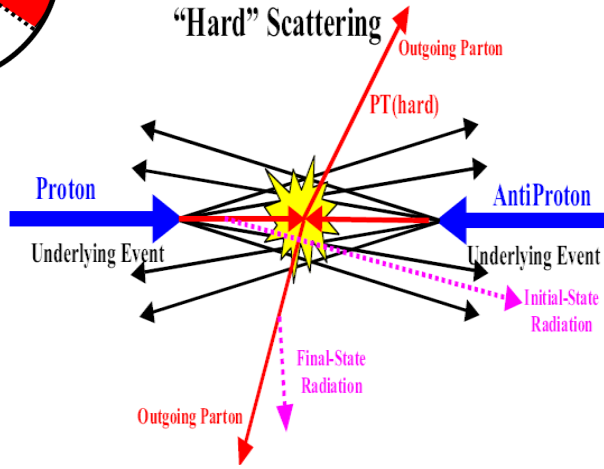 “Hard” Scattering
Outgoing Parton
PT(hard)
Proton
AntiProton
Underlying Event
Underlying Event
Initial-State
Radiation
Final-State
Radiation
Outgoing Parton